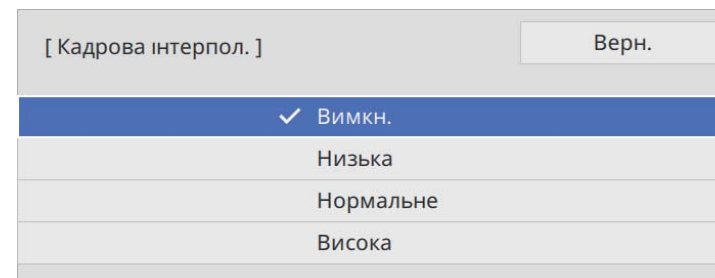 [ Кадрова інтерпол. ]
Верн.
Вимкн.
Низька
Нормальне
Висока